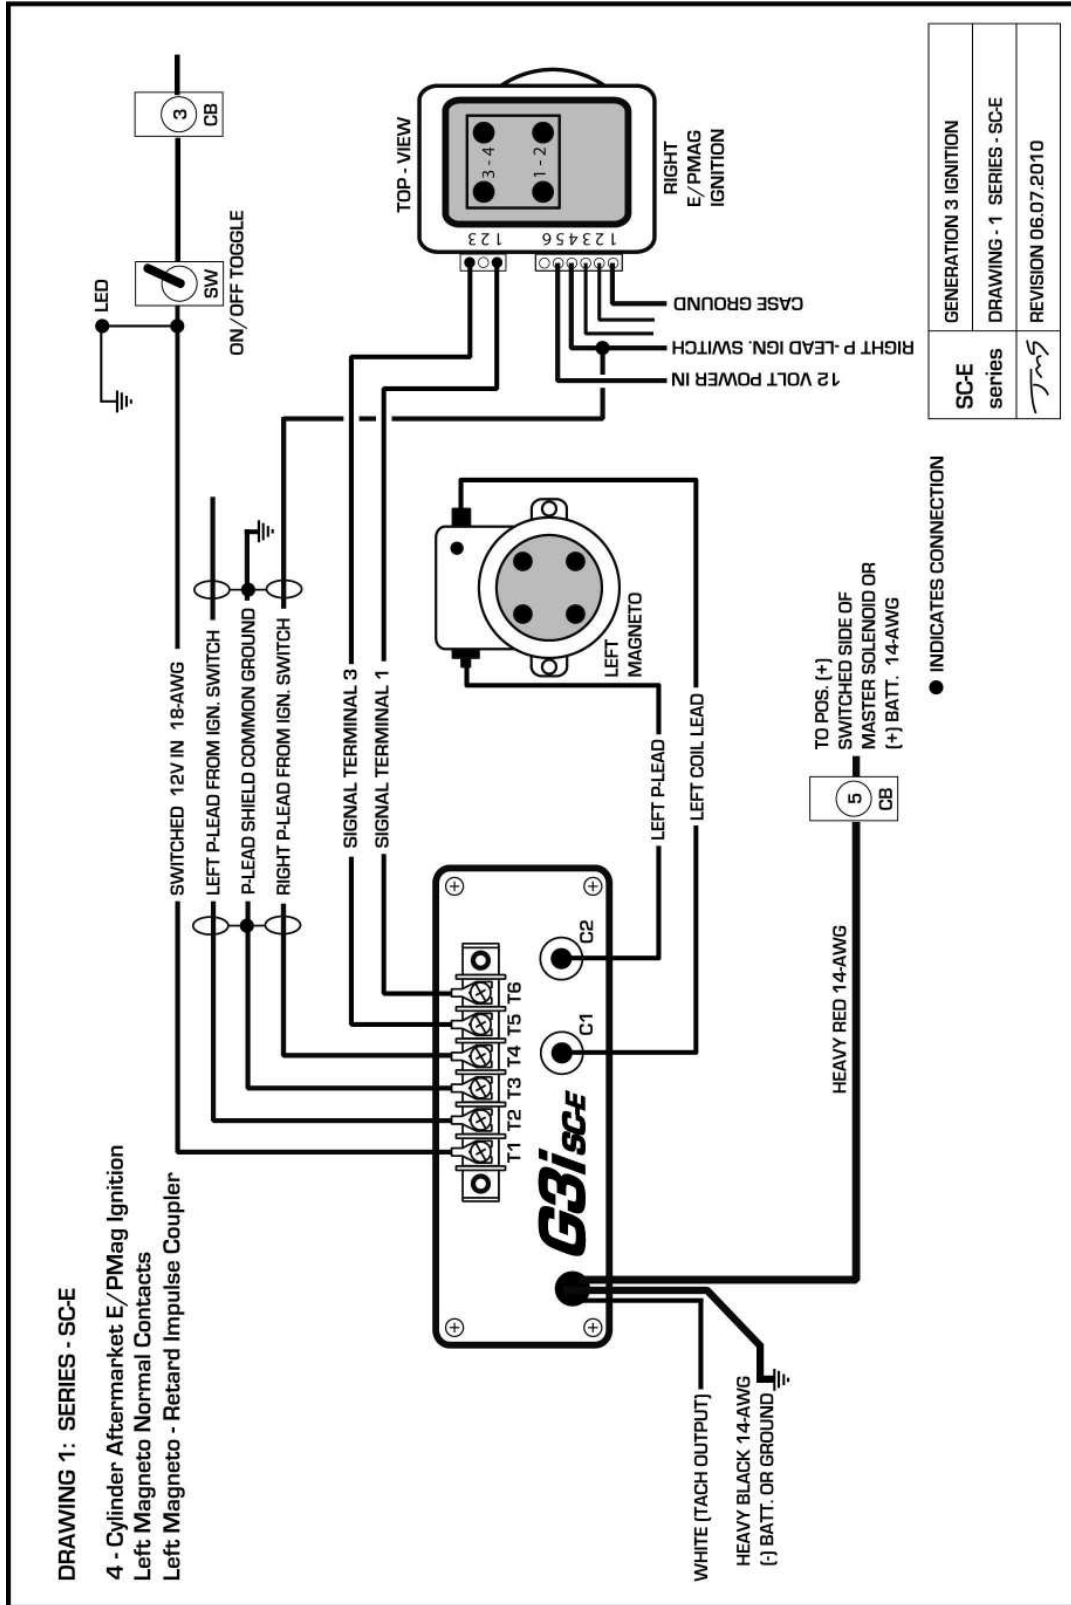 DRAWING 1: SERIES - SC-E
4 - Cylinder Aftermarket E/PMag Ignition
Left Magneto Normal Contacts
Left Magneto - Retard Impulse Coupler
SWITCHED 12V IN 18-AWG
LEFT P-LEAD FROM IGN. SWITCH
P-LEAD SHIELD COMMON GROUND
RIGHT P-LEAD FROM IGN. SWITCH
SIGNAL TERMINAL 3
SIGNAL TERMINAL 1
LED
SW
ON/OFF TOGGLE
3
CB
TOP - VIEW
3 - 4
1 - 2
1 2 3
1 2 3 4 5 6
RIGHT
E/PMAG
IGNITION
CASE GROUND
RIGHT P-LEAD IGN. SWITCH
12 VOLT POWER IN
LEFT
MAGNETO
LEFT P-LEAD
LEFT COIL LEAD
T1 T2 T3 T4 T5 T6
C1
C2
G3i SC-E
WHITE (TACH OUTPUT)
HEAVY BLACK 14-AWG
(-) BATT. OR GROUND
HEAVY RED 14-AWG
5
CB
TO POS. (+)
SWITCHED SIDE OF
MASTER SOLENOID OR
(+) BATT. 14-AWG
INDICATES CONNECTION
SC-E
series
GENERATION 3 IGNITION
DRAWING - 1 SERIES - SC-E
JMS
REVISION 06.07.2010